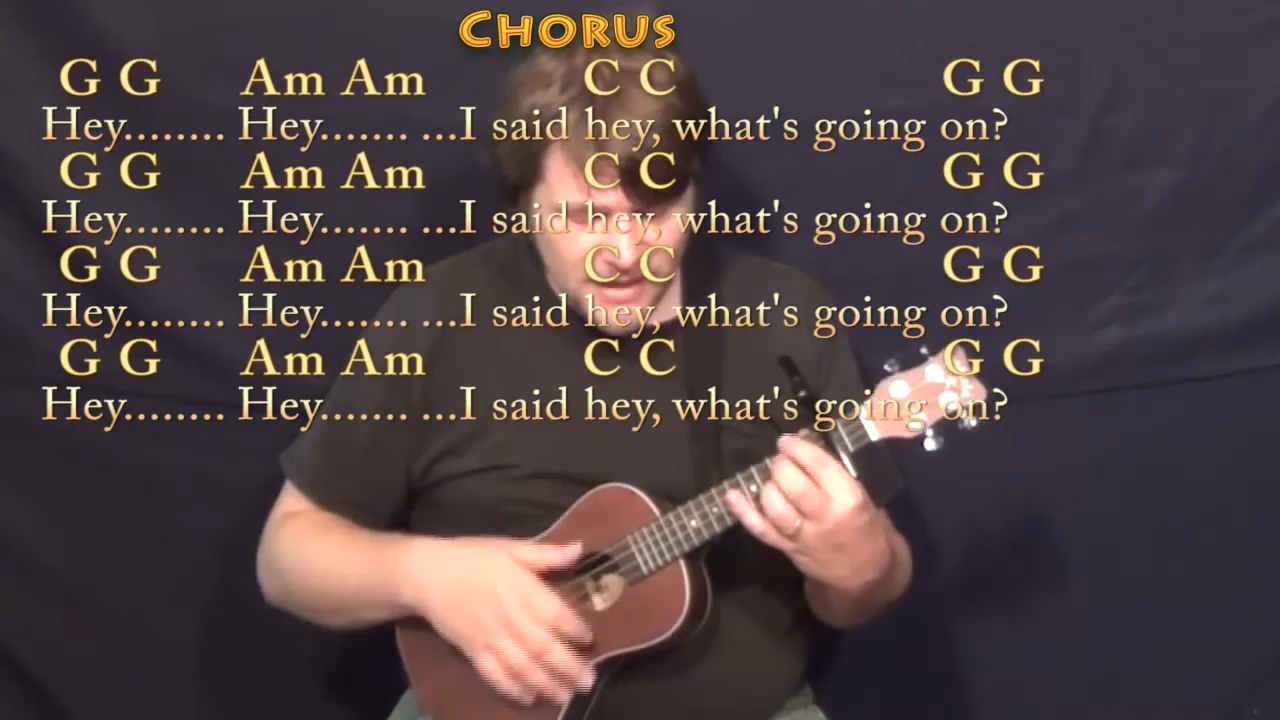 CHORUS
G G Am Am C C G G
Hey........ Hey....... ...I said hey, what's going on?
G G Am Am C C G G
Hey........ Hey....... ...I said hey, what's going on?
G G Am Am C C G G
Hey........ Hey....... ...I said hey, what's going on?
G G Am Am C C G G
Hey........ Hey....... ...I said hey, what's going on?